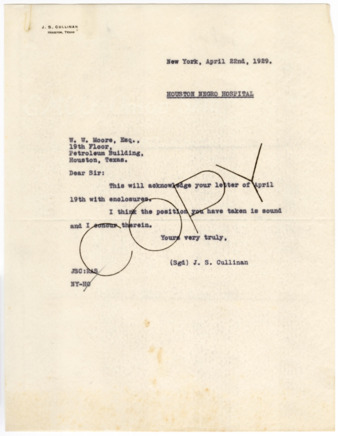 J. S. CULLINAN
HOUSTON, TEXAS
New York, April 22nd, 1929.
HOUSTON NEGRO HOSPITAL
W. W. Moore, Esq.,
19th Floor,
Petroleum Building,
Houston, Texas.
Dear Sir:
This will acknowledge your letter of April
19th with enclosures.
I think the position you have taken is sound
and I concur therein.
Yours very truly,
(Sgd) J. S. Cullinan
COPY